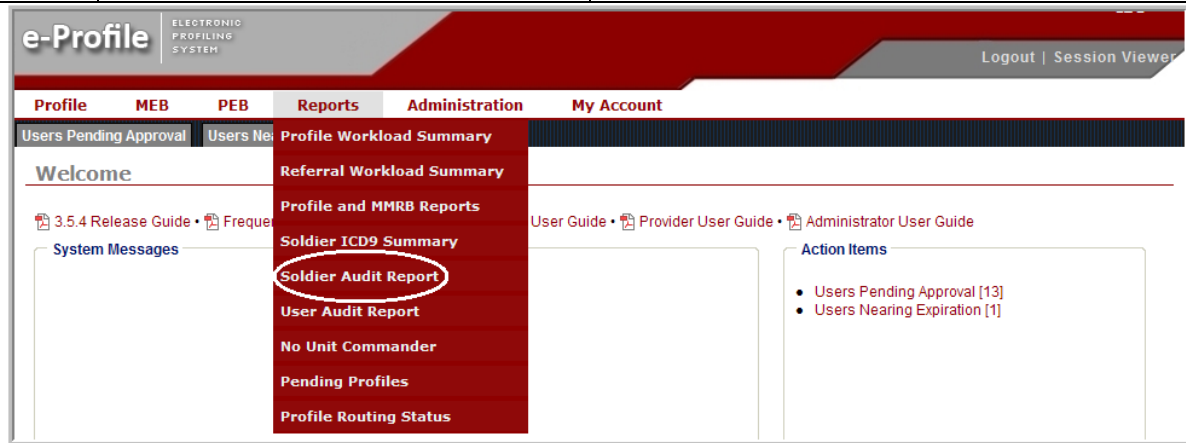 e-Profile
ELECTRONIC
PROFILING
SYSTEM
Logout | Session Viewer
Profile MEB PEB Reports Administration My Account
Users Pending Approval Users
Profile Workload Summary
Referral Workload Summary
Profile and MMRB Reports
Soldier ICD9 Summary
Soldier Audit Report
User Audit Report
No Unit Commander
Pending Profiles
Profile Routing Status
Welcome
3.5.4 Release Guide • User Guide • Provider User Guide • Administrator User Guide
System Messages
Action Items
• Users Pending Approval [13]
• Users Nearing Expiration [1]